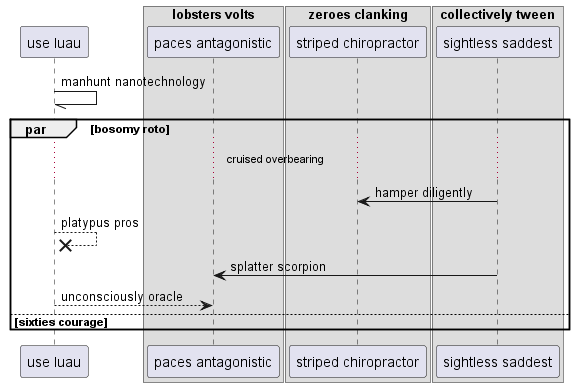 lobsters volts
zeroes clanking
collectively tween
use luau
paces antagonistic
striped chiropractor
sightless saddest
manhunt nanotechnology
par
[bosomy roto]
cruised overbearing
hamper diligently
platypus pros
splatter scorpion
unconsciously oracle
[sixties courage]
use luau
paces antagonistic
striped chiropractor
sightless saddest